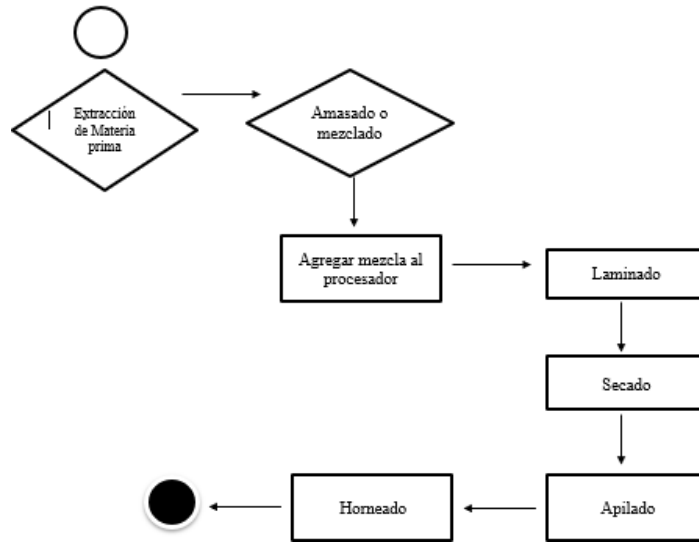 Extracción
de Materia
prima
Amasado o
mezclado
Agregar mezcla al
procesador
Laminado
Secado
Apilado
Horneado